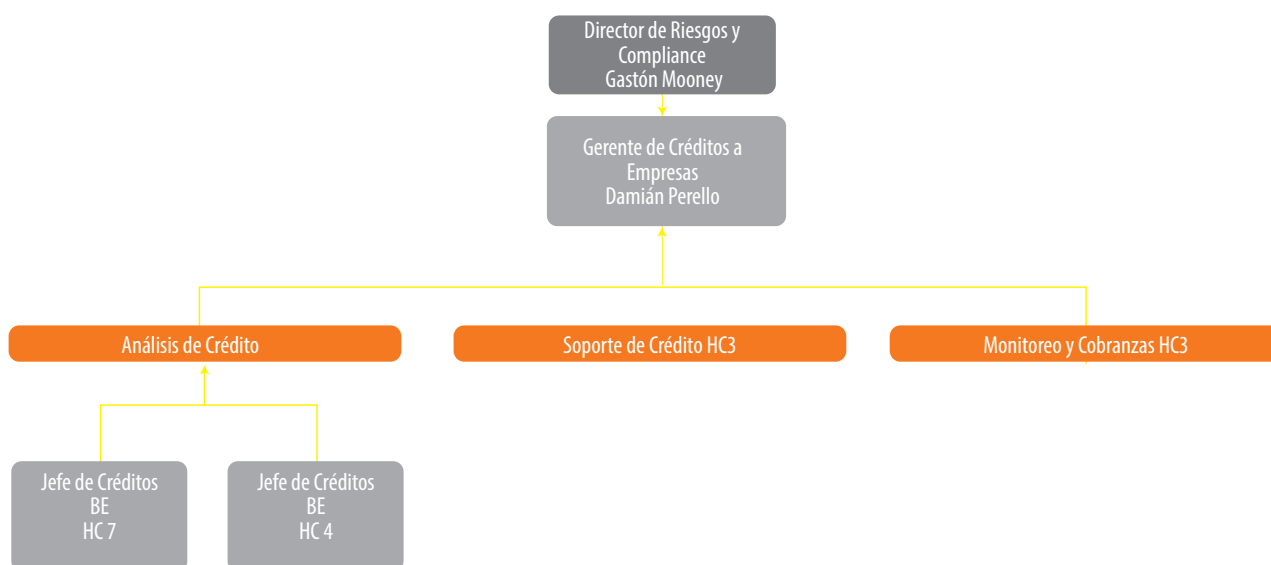 Director de Riesgos y
Compliance
Gastón Mooney
Gerente de Créditos a
Empresas
Damián Perello
Análisis de Crédito
Soporte de Crédito HC3
Monitoreo y Cobranzas HC3
Jefe de Créditos
BE
HC 7
Jefe de Créditos
BE
HC 4